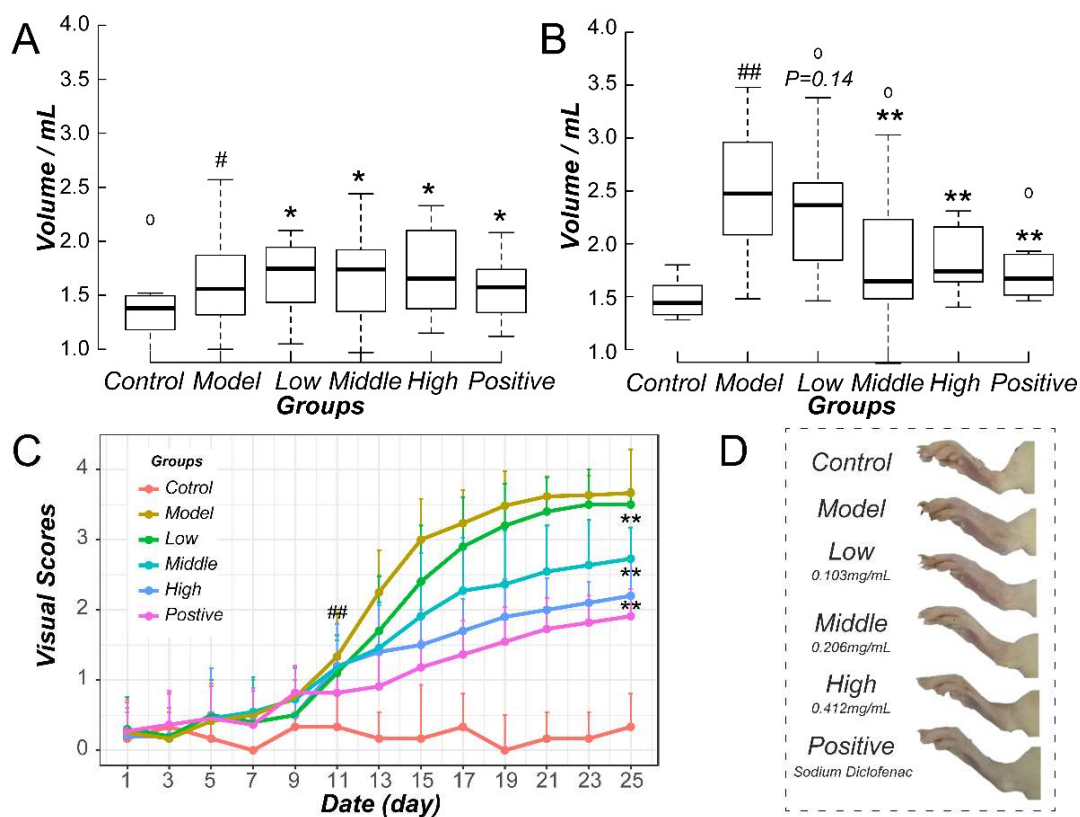 A
4.0
3.5
3.0
2.5
2.0
1.5
1.0
Volume / mL
#
*
*
*
*
Control Model Low Middle High Positive
Groups
B
4.0
3.5
3.0
2.5
2.0
1.5
1.0
Volume / mL
##
P=0.14
**
**
**
Control Model Low Middle High Positive
Groups
C
4
3
2
1
0
Visual Scores
Groups
Cotrol
Model
Low
Middle
High
Postive
##
**
**
**
1 3 5 7 9 11 13 15 17 19 21 23 25
Date (day)
D
Control
Model
Low
0.103mg/mL
Middle
0.206mg/mL
High
0.412mg/mL
Positive
Sodium Diclofenac